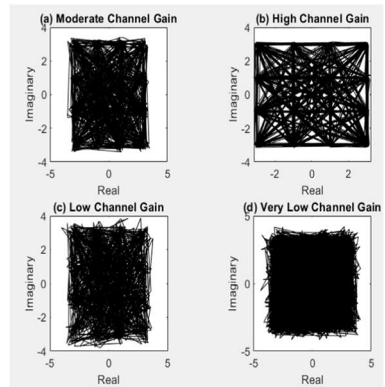 (a) Moderate Channel Gain
4
2
0
-2
-4
-5 0 5
Imaginary
Real
(b) High Channel Gain
4
2
0
-2
-4
-2 0 2
Imaginary
Real
(c) Low Channel Gain
4
2
0
-2
-4
-5 0 5
Imaginary
Real
(d) Very Low Channel Gain
5
0
-5
-5 0 5
Imaginary
Real